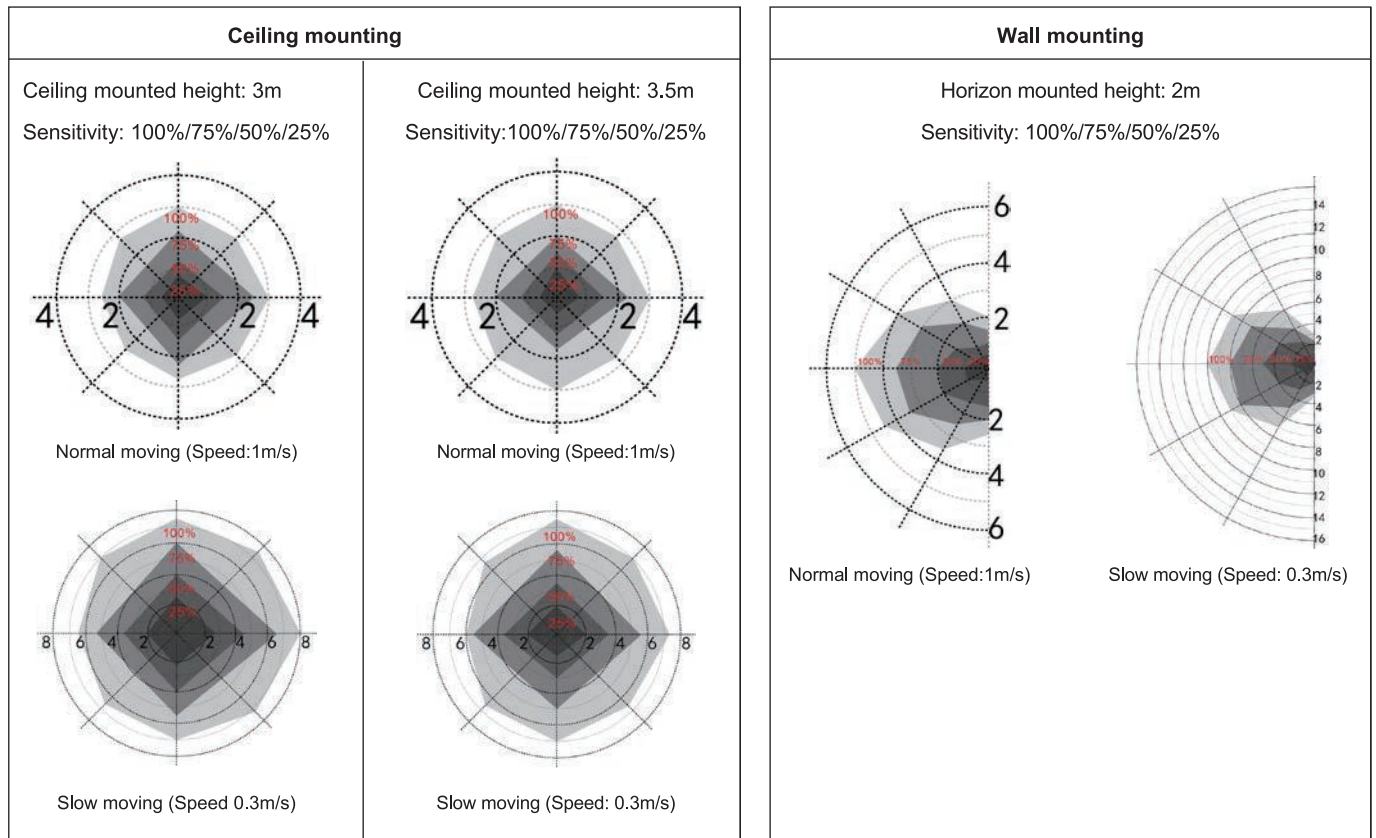 Ceiling mounting
Ceiling mounted height: 3m
Sensitivity: 100%/75%/50%/25%
100%
75%
50%
25%
4 2 2 4
Normal moving (Speed:1m/s)
100%
75%
50%
25%
8 6 4 2 2 4 6 8
Slow moving (Speed 0.3m/s)
Ceiling mounted height: 3.5m
Sensitivity:100%/75%/50%/25%
100%
75%
50%
25%
4 2 2 4
Normal moving (Speed:1m/s)
100%
75%
50%
25%
8 6 4 2 2 4 6 8
Slow moving (Speed: 0.3m/s)
Wall mounting
Horizon mounted height: 2m
Sensitivity: 100%/75%/50%/25%
6
4
2
100% 75%
2
4
6
Normal moving (Speed:1m/s)
14
12
10
8
6
4
2
100%
2
4
6
8
10
12
14
16
Slow moving (Speed: 0.3m/s)